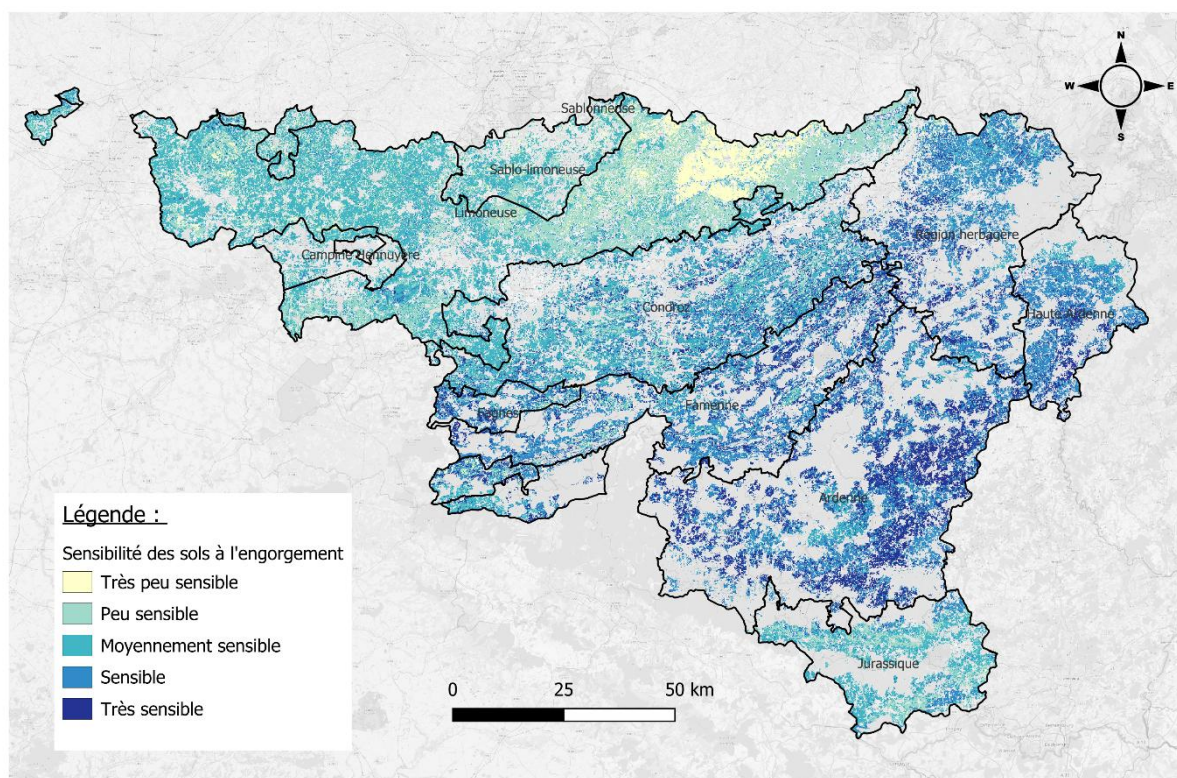 N
W E
S
Sablonneuse
Sablo-limoneuse
Limoneuse
Région herbagère
Campine Hennuyère
Condroz
Haute Ardenne
Fagnes
Famenne
Ardenne
Jurassique
Légende :
Sensibilité des sols à l'engorgement
Très peu sensible
Peu sensible
Moyennement sensible
Sensible
Très sensible
0 25 50 km